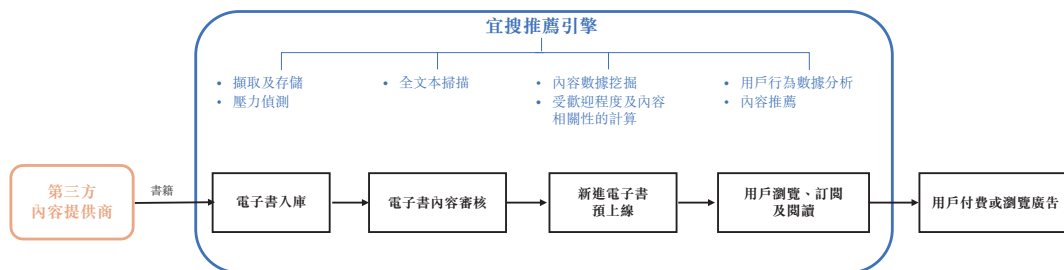 宜搜推薦引擎
• 擷取及存儲
• 壓力偵測
• 全文本掃描
• 內容數據挖掘
• 受歡迎程度及內容
相關性的計算
• 用戶行為數據分析
• 內容推薦
第三方
內容提供商
書籍
電子書入庫
電子書內容審核
新進電子書
預上線
用戶瀏覽、訂閱
及閱讀
用戶付費或瀏覽廣告